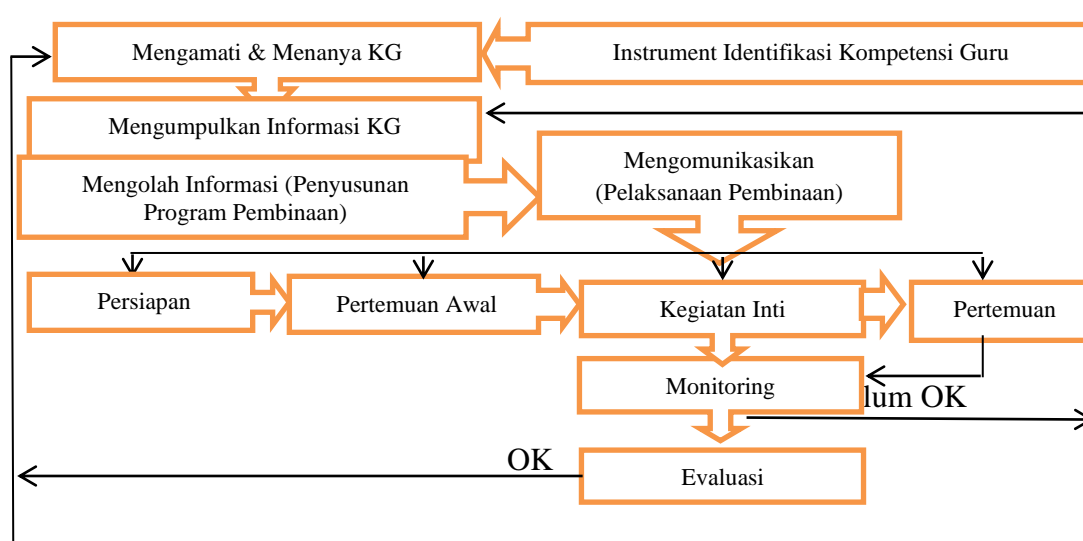 Mengamati & Menanya KG
Instrument Identifikasi Kompetensi Guru
Mengumpulkan Informasi KG
Mengolah Informasi (Penyusunan
Program Pembinaan)
Mengomunikasikan
(Pelaksanaan Pembinaan)
Persiapan
Pertemuan Awal
Kegiatan Inti
Pertemuan
Monitoring
lum OK
OK
Evaluasi